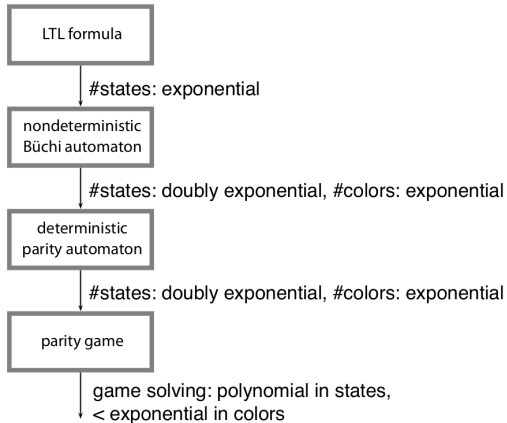 LTL formula
#states: exponential
nondeterministic
Büchi automaton
#states: doubly exponential, #colors: exponential
deterministic
parity automaton
#states: doubly exponential, #colors: exponential
parity game
game solving: polynomial in states,
< exponential in colors